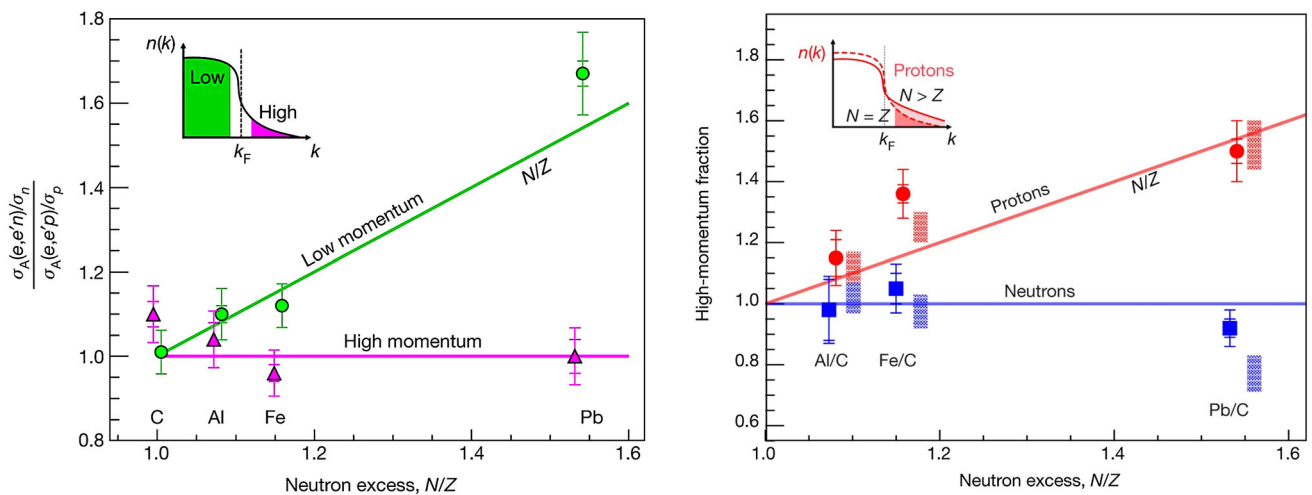 1.8
1.6
1.4
1.2
1.0
0.8
σA(e,e′n)/σn
σA(e,e′p)/σp
n(k)
Low
High
kF
k
N/Z
Low momentum
High momentum
C
Al
Fe
Pb
1.0
1.2
1.4
1.6
Neutron excess, N/Z
1.8
1.6
1.4
1.2
1.0
0.8
0.6
High-momentum fraction
n(k)
Protons
N > Z
N = Z
kF
k
Protons
N/Z
Neutrons
Al/C
Fe/C
Pb/C
1.0
1.2
1.4
1.6
Neutron excess, N/Z